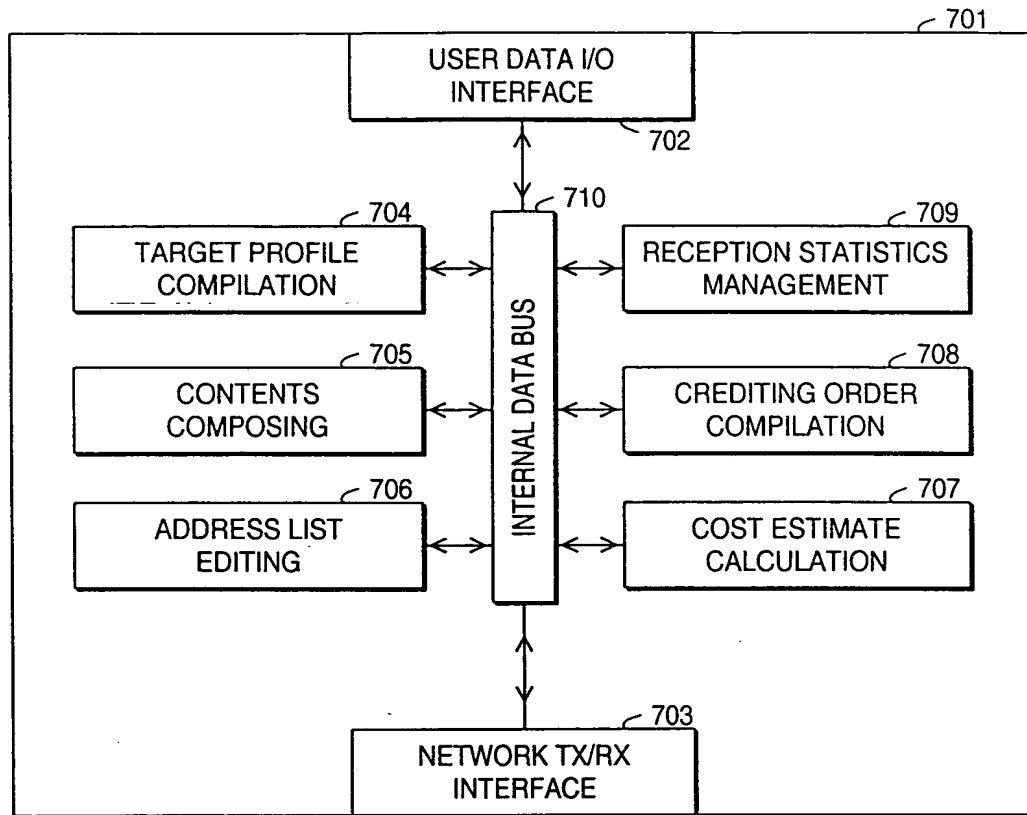 701
USER DATA I/O
INTERFACE
702
710
704
TARGET PROFILE
COMPILATION
709
RECEPTION STATISTICS
MANAGEMENT
705
CONTENTS
COMPOSING
INTERNAL DATA BUS
708
CREDITING ORDER
COMPILATION
706
ADDRESS LIST
EDITING
707
COST ESTIMATE
CALCULATION
703
NETWORK TX/RX
INTERFACE